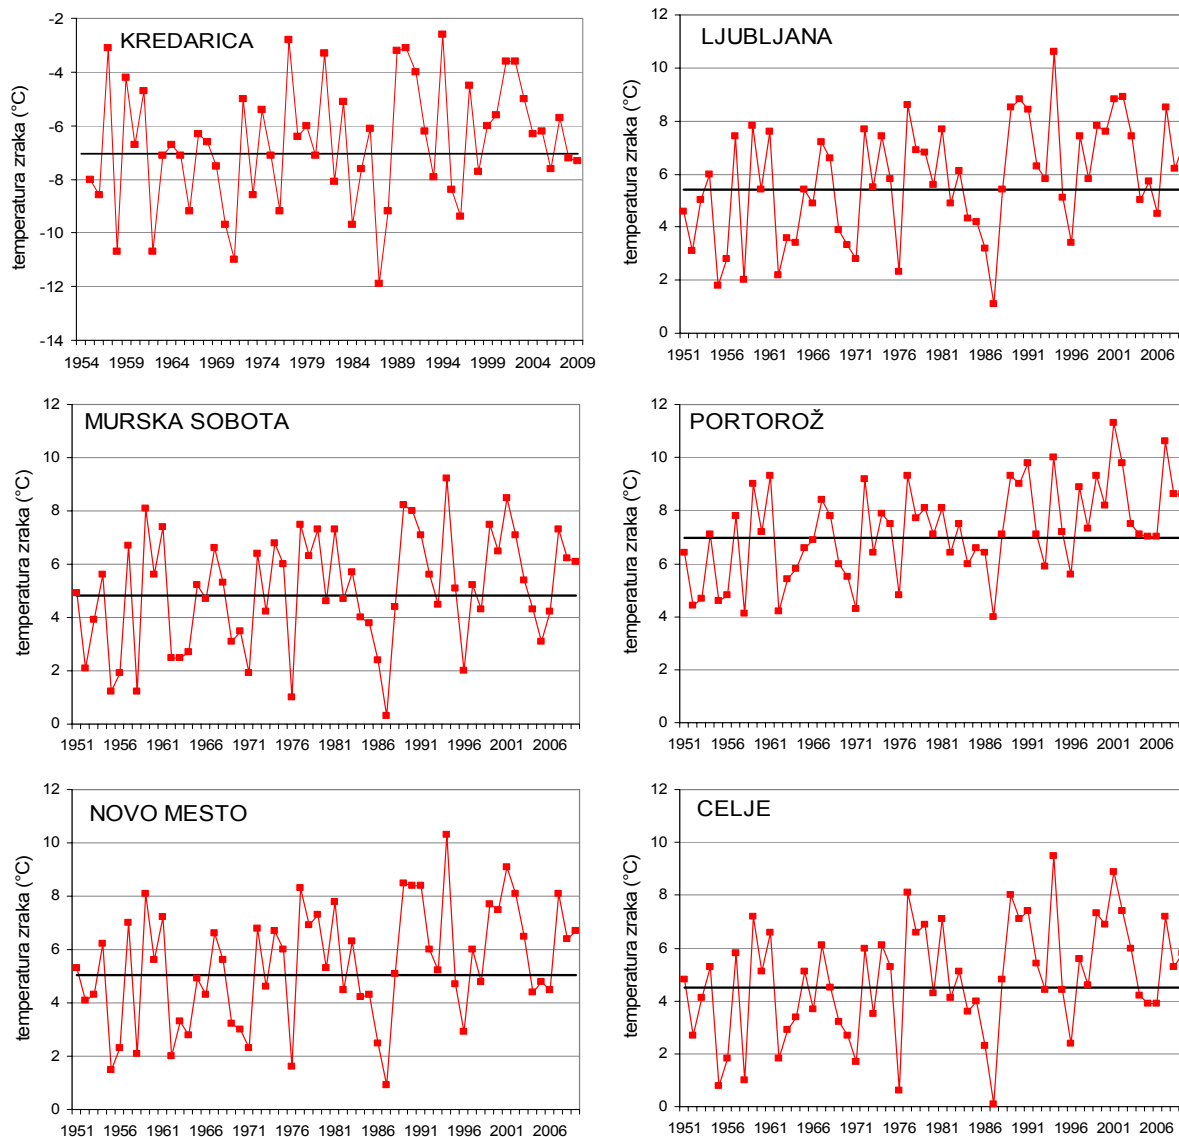 KREDARICA
temperatura zraka (°C)
-2
-4
-6
-8
-10
-12
-14
1954 1959 1964 1969 1974 1979 1984 1989 1994 1999 2004 2009
LJUBLJANA
temperatura zraka (°C)
12
10
8
6
4
2
0
1951 1956 1961 1966 1971 1976 1981 1986 1991 1996 2001 2006
MURSKA SOBOTA
temperatura zraka (°C)
12
10
8
6
4
2
0
1951 1956 1961 1966 1971 1976 1981 1986 1991 1996 2001 2006
PORTOROŽ
temperatura zraka (°C)
12
10
8
6
4
2
0
1951 1956 1961 1966 1971 1976 1981 1986 1991 1996 2001 2006
NOVO MESTO
temperatura zraka (°C)
12
10
8
6
4
2
0
1951 1956 1961 1966 1971 1976 1981 1986 1991 1996 2001 2006
CELJE
temperatura zraka (°C)
12
10
8
6
4
2
0
1951 1956 1961 1966 1971 1976 1981 1986 1991 1996 2001 2006